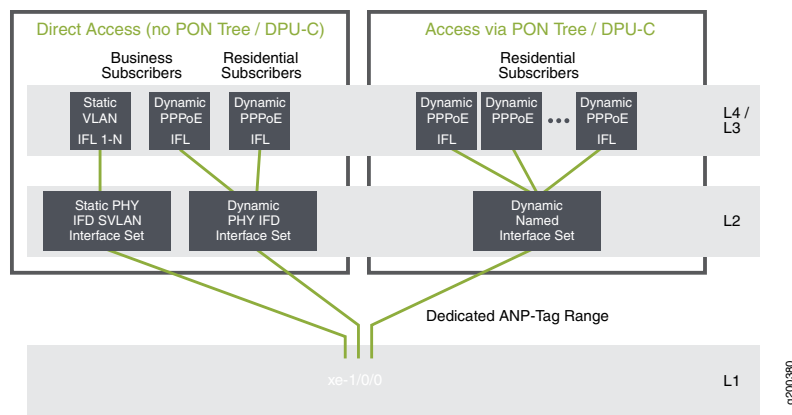 Direct Access (no PON Tree / DPU-C)
Access via PON Tree / DPU-C
Business
Subscribers
Residential
Subscribers
Residential
Subscribers
Static
VLAN
IFL 1-N
Dynamic
PPPoE
IFL
Dynamic
PPPoE
IFL
Dynamic
PPPoE
IFL
Dynamic
PPPoE
Dynamic
PPPoE
IFL
L4 /
L3
Static PHY
IFD SVLAN
Interface Set
Dynamic
PHY IFD
Interface Set
Dynamic
Named
Interface Set
L2
Dedicated ANP-Tag Range
xe-1/0/0
L1
g200380